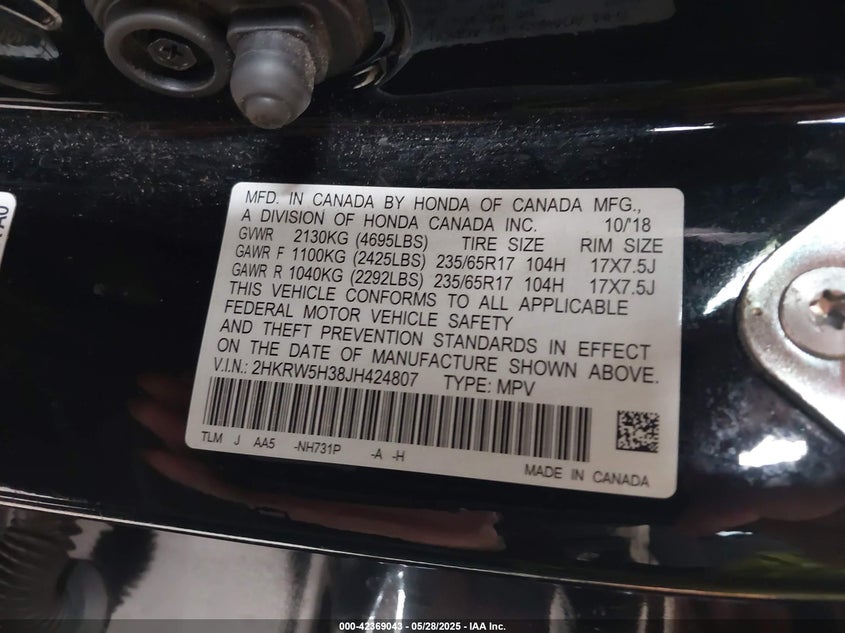 MFD. IN CANADA BY HONDA OF CANADA MFG.,
A DIVISION OF HONDA CANADA INC. 10/'18
GVWR 2130KG (4695LBS) TIRE SIZE RIM SIZE
GAWR F 1100KG (2425LBS) 235/65R17 104H 17X7.5J
GAWR R 1040KG (2292LBS) 235/65R17 104H 17X7.5J
THIS VEHICLE CONFORMS TO ALL APPLICABLE
FEDERAL MOTOR VEHICLE SAFETY
AND THEFT PREVENTION STANDARDS IN EFFECT
ON THE DATE OF MANUFACTURE SHOWN ABOVE.
V.I.N.: 2HKRW5H38JH424807 TYPE: MPV
TLM J AA5 -NH731P -A -H
MADE IN CANADA
000-42369043 - 05/28/2025 - IAA Inc.